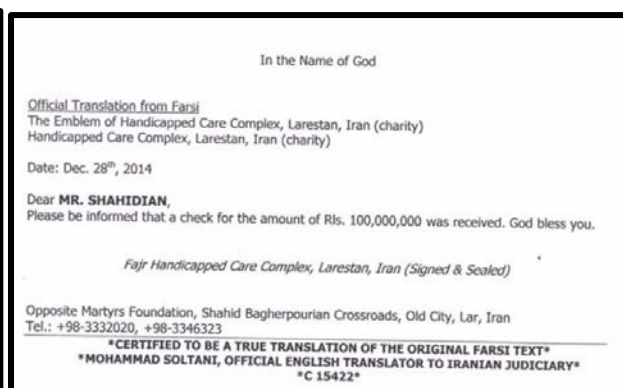 In the Name of God
Official Translation from Farsi
The Emblem of Handicapped Care Complex, Larestan, Iran (charity)
Handicapped Care Complex, Larestan, Iran (charity)
Date: Dec. 28th, 2014
Dear MR. SHAHIDIAN,
Please be informed that a check for the amount of Rls. 100,000,000 was received. God bless you.
Fajr Handicapped Care Complex, Larestan, Iran (Signed & Sealed)
Opposite Martyrs Foundation, Shahid Bagherpourian Crossroads, Old City, Lar, Iran
Tel.: +98-3332020, +98-3346323
*CERTIFIED TO BE A TRUE TRANSLATION OF THE ORIGINAL FARSI TEXT*
*MOHAMMAD SOLTANI, OFFICIAL ENGLISH TRANSLATOR TO IRANIAN JUDICIARY*
*C 15422*